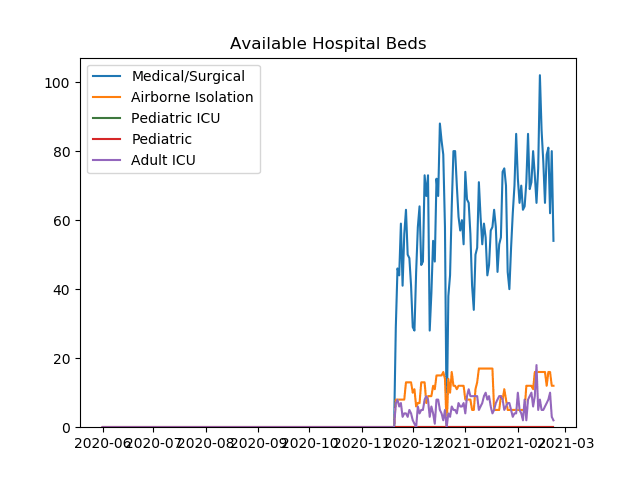 Available Hospital Beds
Medical/Surgical
Airborne Isolation
Pediatric ICU
Pediatric
Adult ICU
100
80
60
40
20
0
2020-06 2020-07 2020-08 2020-09 2020-10 2020-11 2020-12 2021-01 2021-02 2021-03